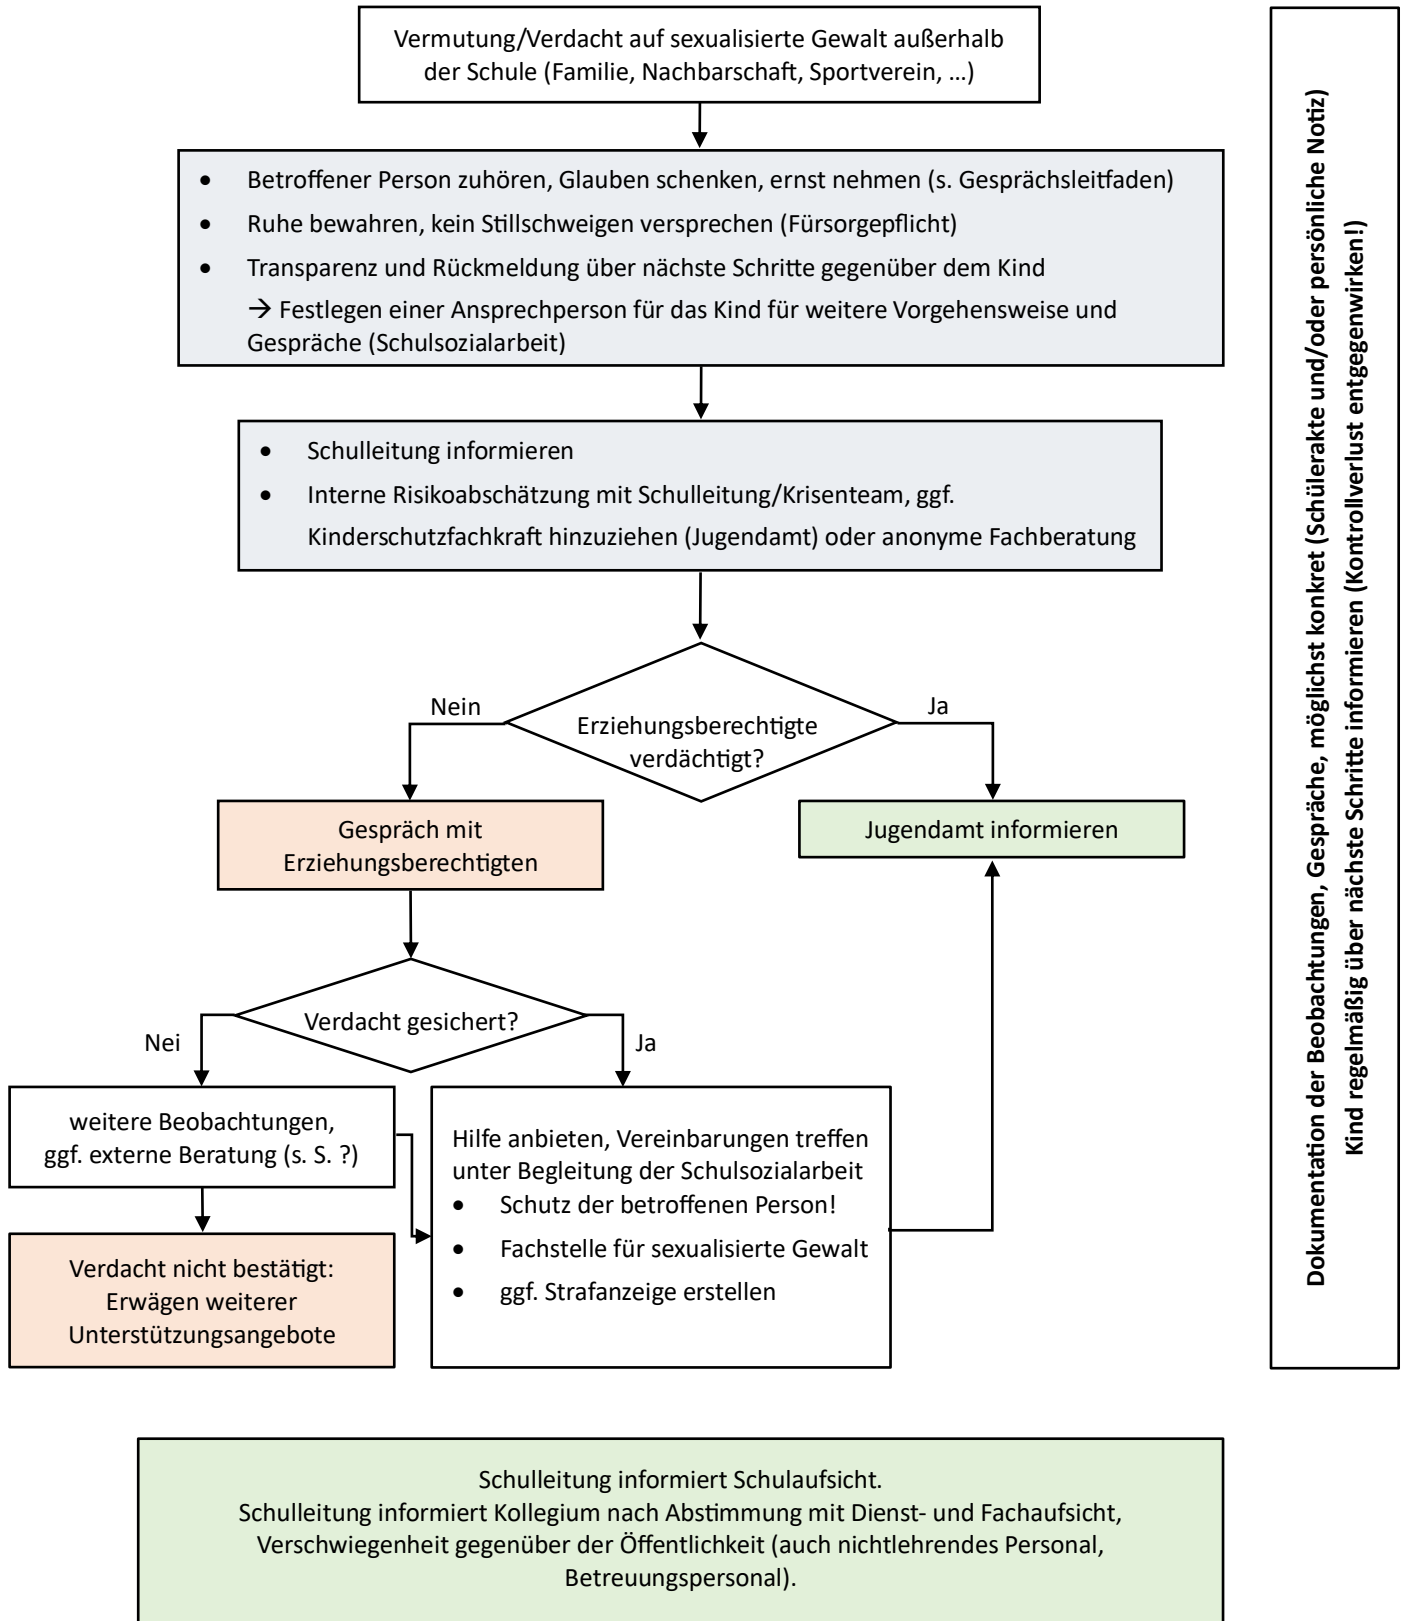 Vermutung/Verdacht auf sexualisierte Gewalt außerhalb
der Schule (Familie, Nachbarschaft, Sportverein, …)
• Betroffener Person zuhören, Glauben schenken, ernst nehmen (s. Gesprächsleitfaden)
• Ruhe bewahren, kein Stillschweigen versprechen (Fürsorgepflicht)
• Transparenz und Rückmeldung über nächste Schritte gegenüber dem Kind
→ Festlegen einer Ansprechperson für das Kind für weitere Vorgehensweise und
Gespräche (Schulsozialarbeit)
• Schulleitung informieren
• Interne Risikoabschätzung mit Schulleitung/Krisenteam, ggf.
Kinderschutzfachkraft hinzuziehen (Jugendamt) oder anonyme Fachberatung
Nein
Ja
Erziehungsberechtigte
verdächtigt?
Gespräch mit
Erziehungsberechtigten
Jugendamt informieren
Verdacht gesichert?
Nei
Ja
weitere Beobachtungen,
ggf. externe Beratung (s. S. ?)
Hilfe anbieten, Vereinbarungen treffen
unter Begleitung der Schulsozialarbeit
• Schutz der betroffenen Person!
• Fachstelle für sexualisierte Gewalt
• ggf. Strafanzeige erstellen
Verdacht nicht bestätigt:
Erwägen weiterer
Unterstützungsangebote
Dokumentation der Beobachtungen, Gespräche, möglichst konkret (Schülerakte und/oder persönliche Notiz)
Kind regelmäßig über nächste Schritte informieren (Kontrollverlust entgegenwirken!)
Schulleitung informiert Schulaufsicht.
Schulleitung informiert Kollegium nach Abstimmung mit Dienst- und Fachaufsicht,
Verschwiegenheit gegenüber der Öffentlichkeit (auch nichtlehrendes Personal,
Betreuungspersonal).